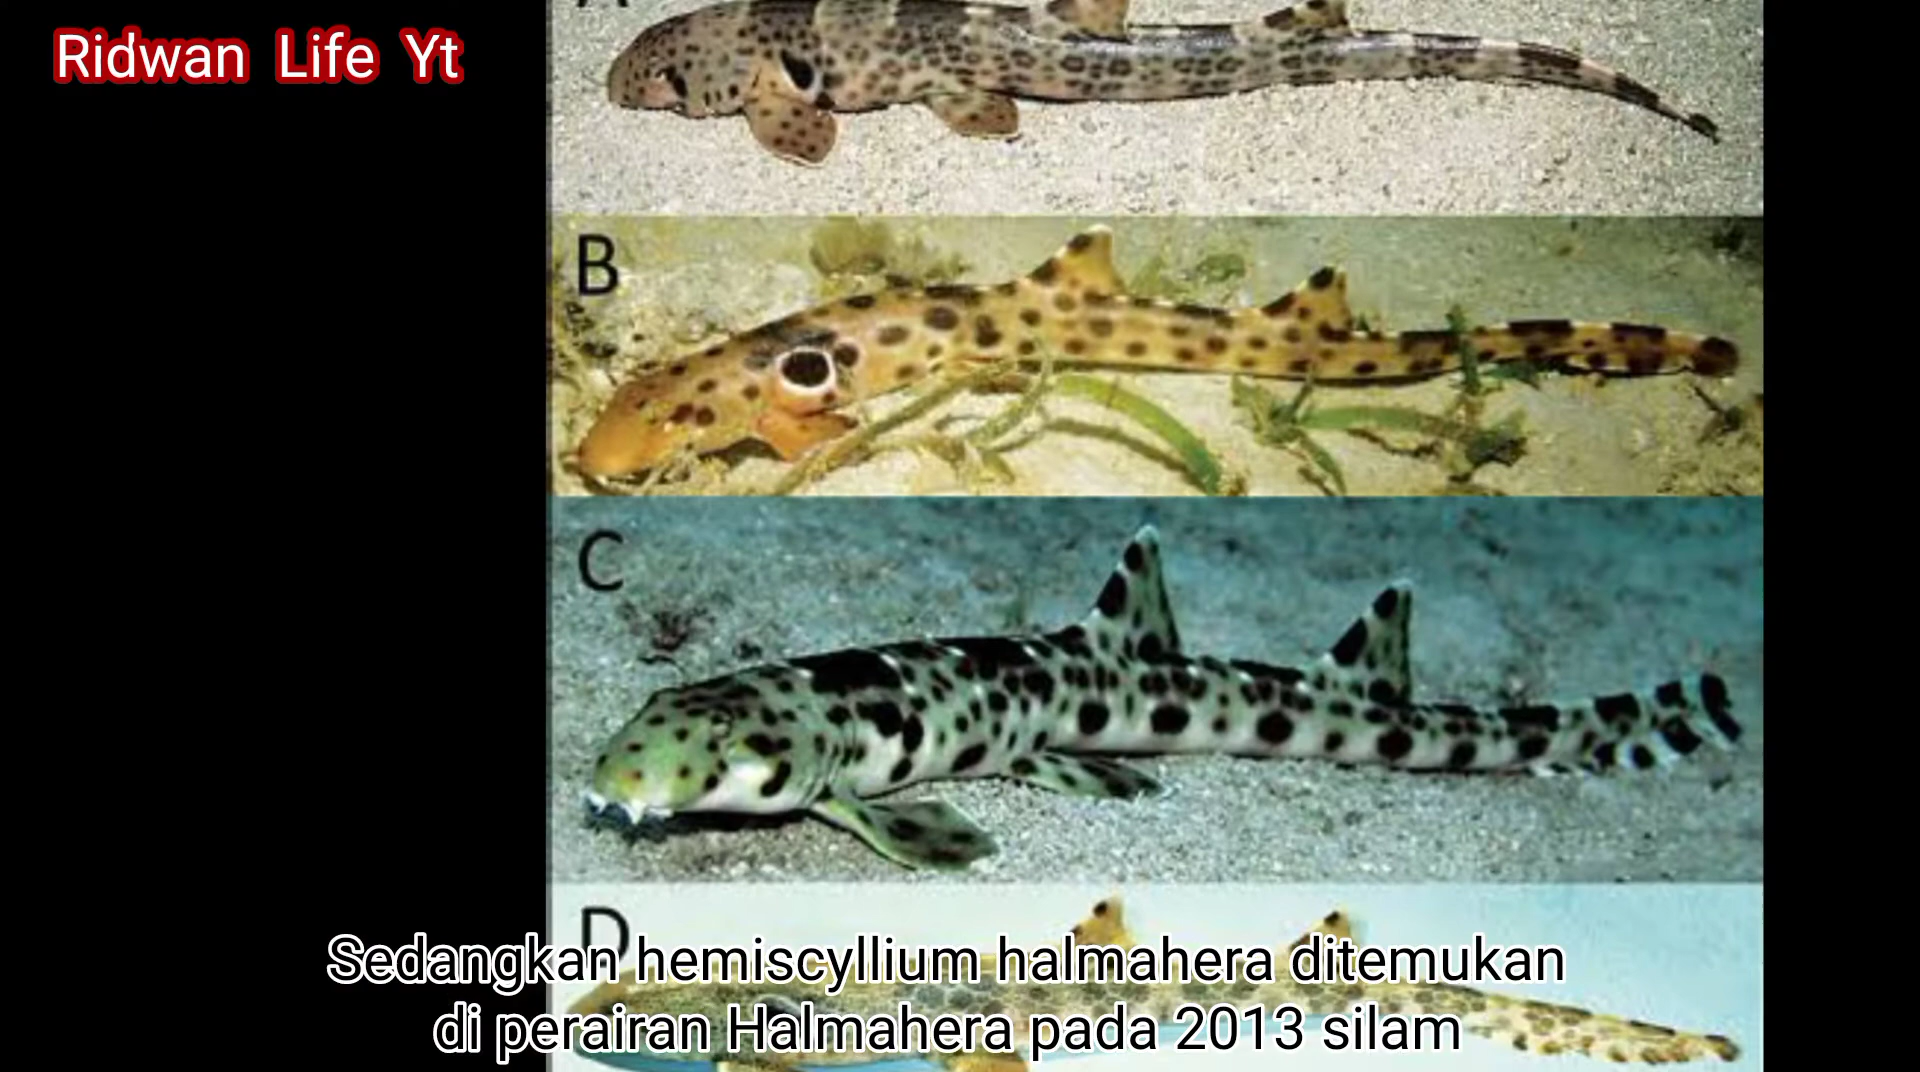 Ridwan Life Yt
A
B
C
D
Sedangkan hemiscyllium halmahera ditemukan
di perairan Halmahera pada 2013 silam